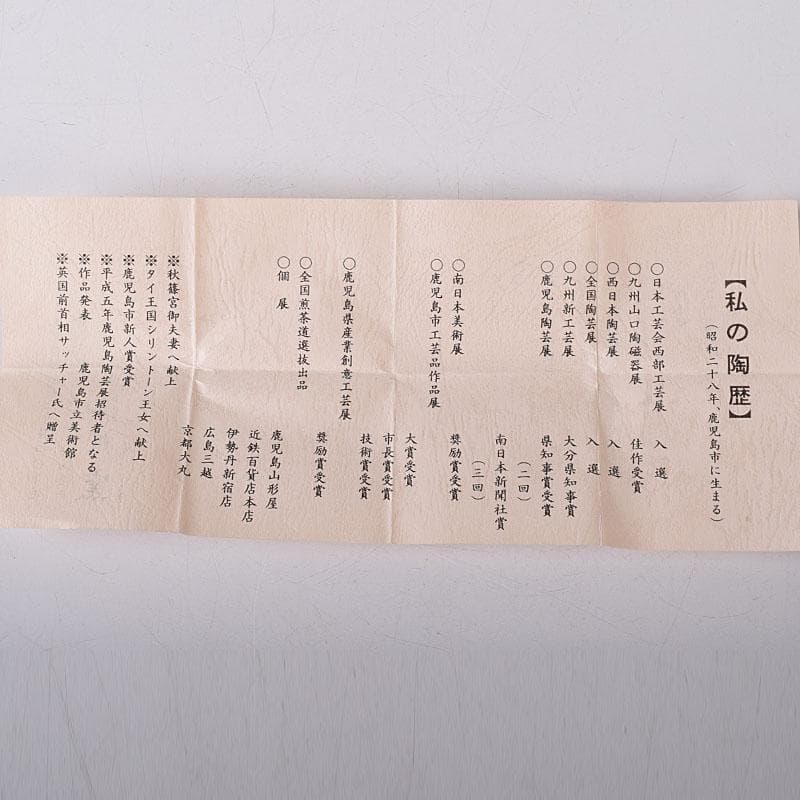 【私の陶歴】
（昭和二十八年、鹿児島市に生まる）
○日本工芸会西部工芸展　入　選
○九州山口陶磁器展　佳作受賞
○西日本陶芸展　入　選
○全国陶芸展　入　選
○九州新工芸展　大分県知事賞
○鹿児島陶芸展　県知事賞受賞
（二回）
南日本新聞社賞
（三回）
○南日本美術展　奨励賞受賞
○鹿児島市工芸品作品展　大賞受賞
市長賞受賞
技術賞受賞
○鹿児島県産業創意工芸展　奨励賞受賞
○全国煎茶道選抜出品
○個　展　鹿児島山形屋
近鉄百貨店本店
伊勢丹新宿店
広島三越
京都大丸
※秋篠宮御夫妻へ献上
※タイ王国シリントーン王女へ献上
※鹿児島市新人賞受賞
※平成五年鹿児島陶芸展招待者となる
※作品発表　鹿児島市立美術館
※英国前首相サッチャー氏へ贈呈